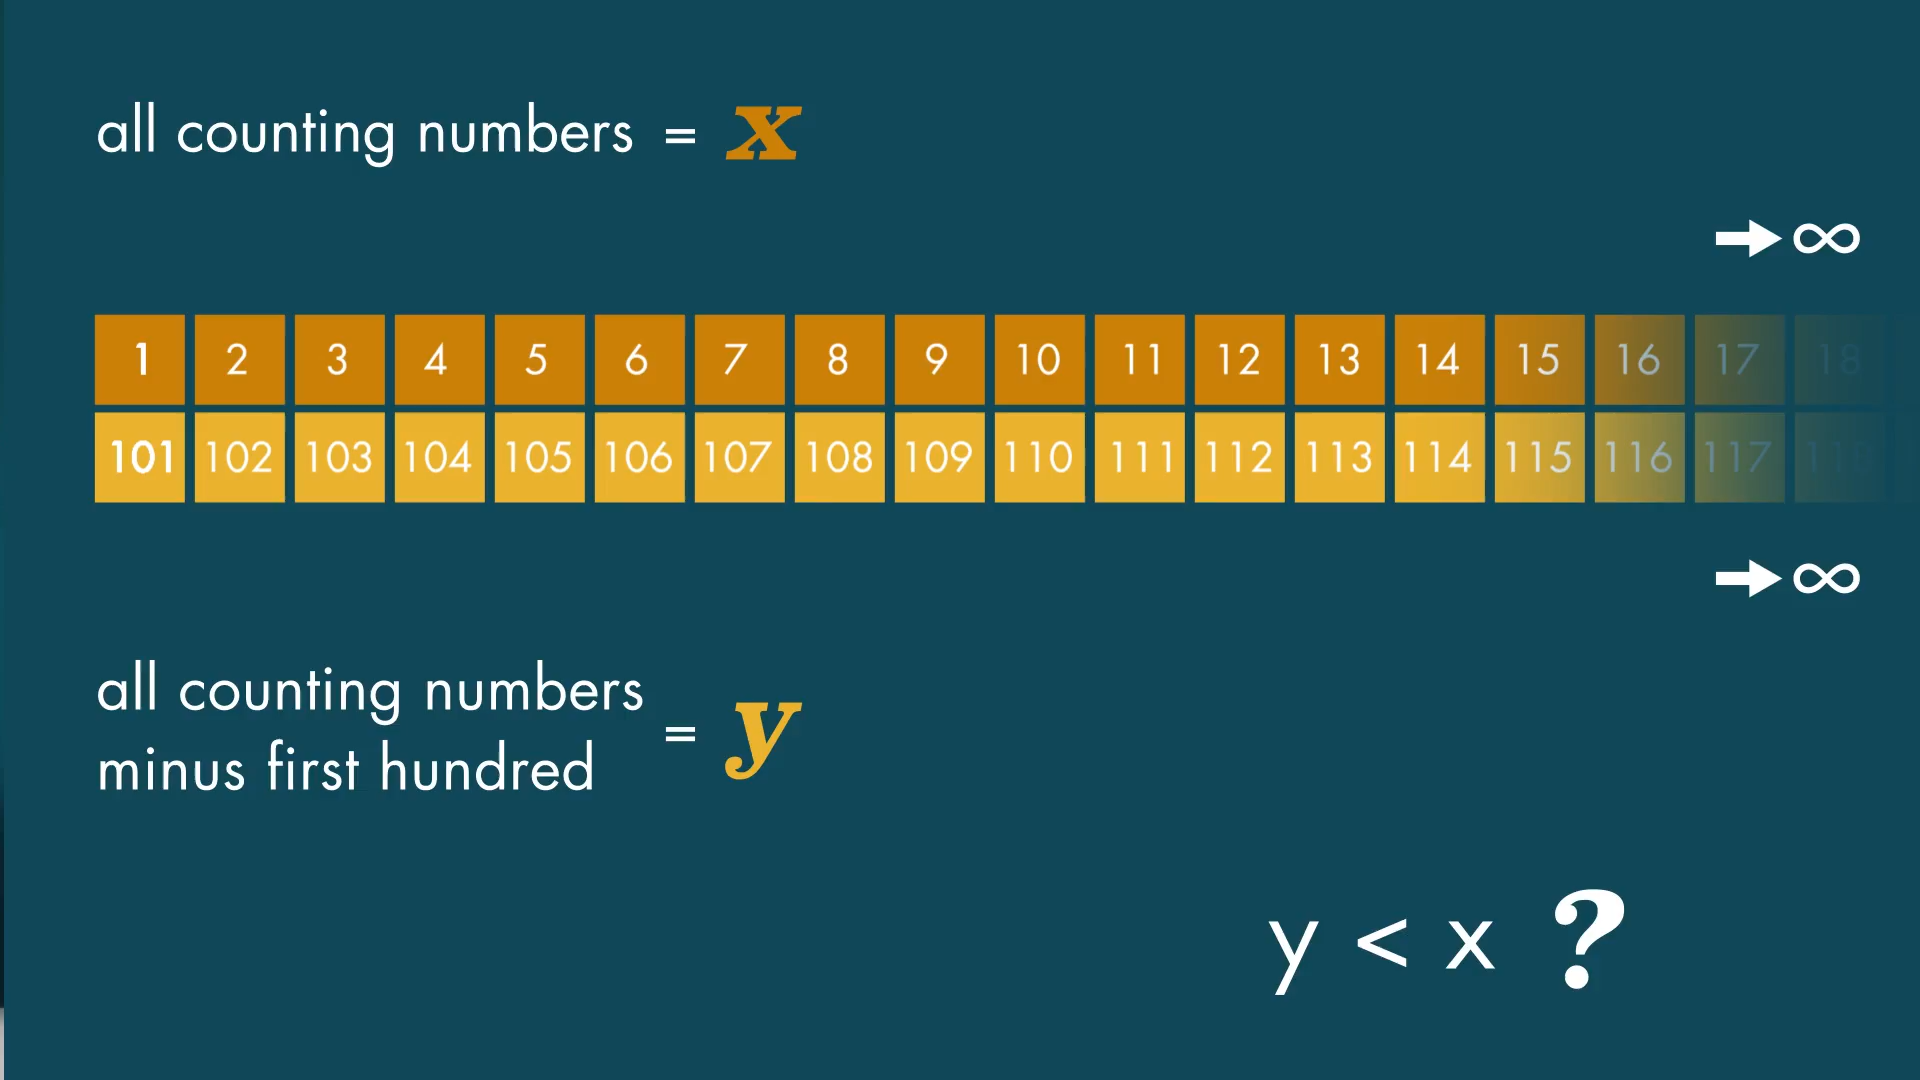 all counting numbers = x
→ ∞
1 2 3 4 5 6 7 8 9 10 11 12 13 14 15 16 17 18
101 102 103 104 105 106 107 108 109 110 111 112 113 114 115 116 117 118
→ ∞
all counting numbers
minus first hundred = y
y < x ?